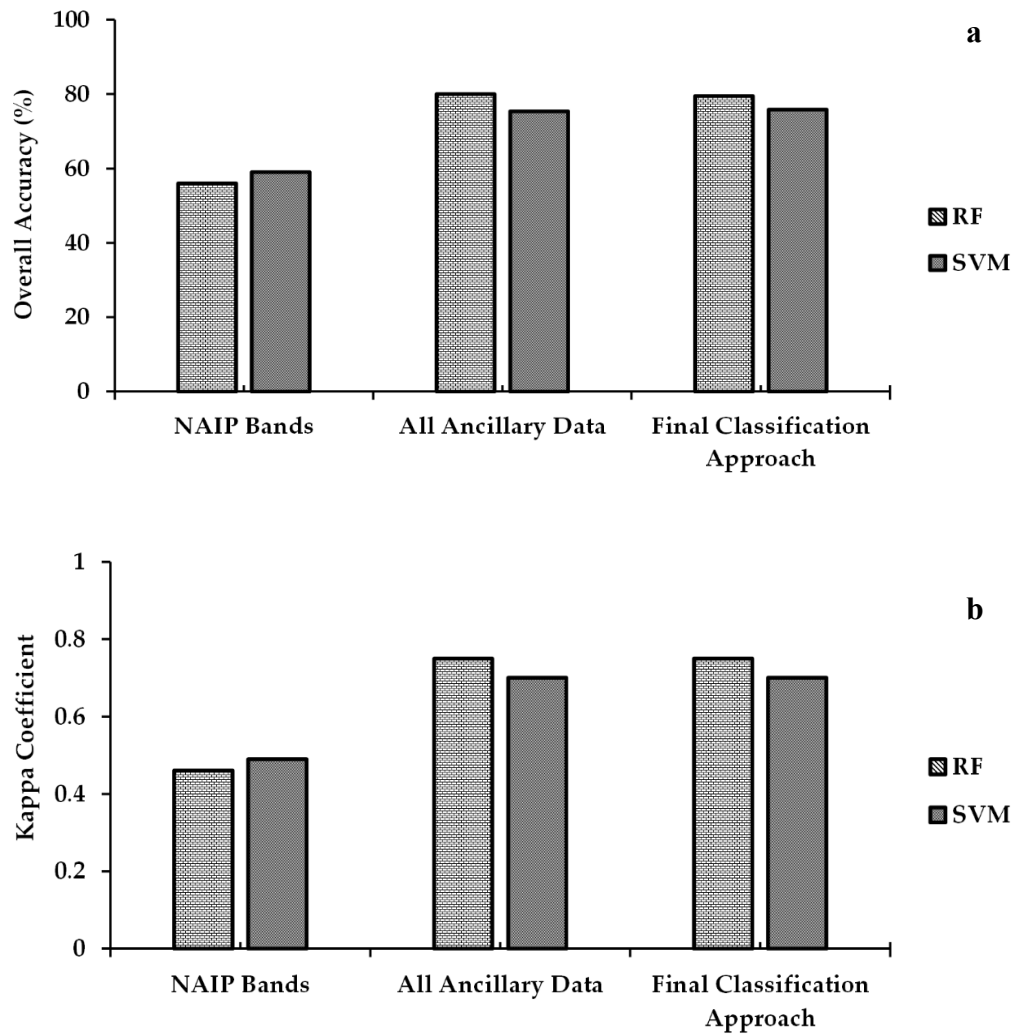 a
100
80
60
40
20
0
Overall Accuracy (%)
NAIP Bands
All Ancillary Data
Final Classification
Approach
RF
SVM
b
1
0.8
0.6
0.4
0.2
0
Kappa Coefficient
NAIP Bands
All Ancillary Data
Final Classification
Approach
RF
SVM